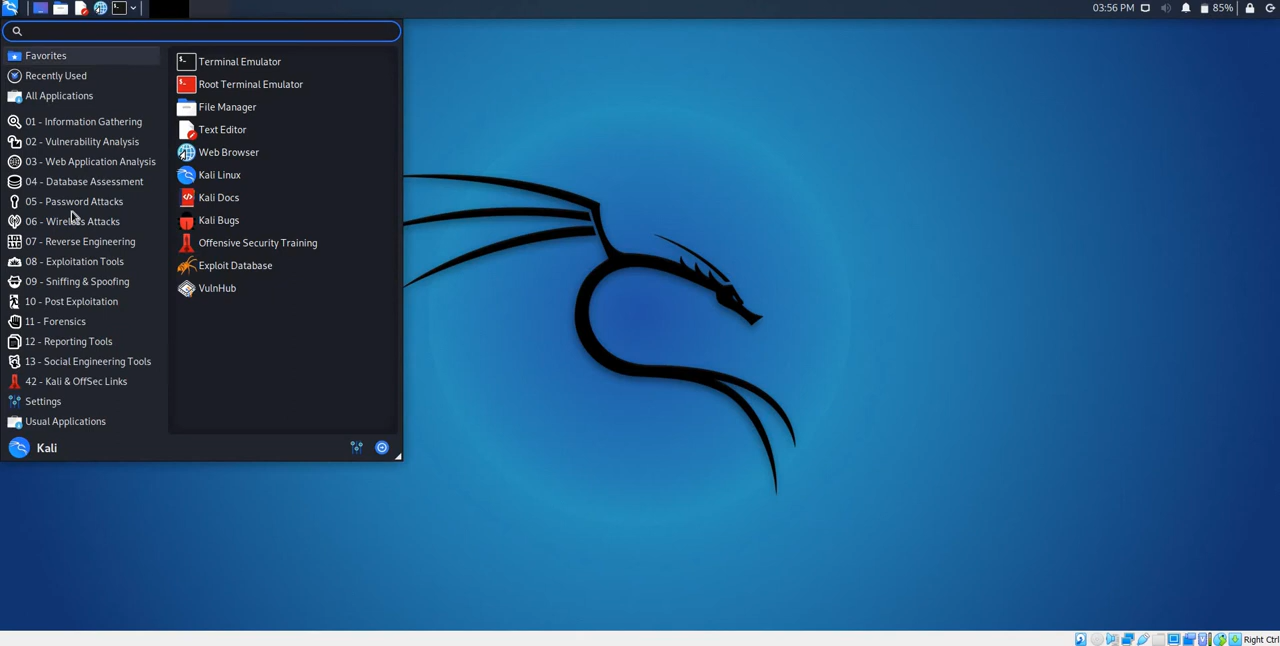 03:56 PM
85%
Favorites
Recently Used
All Applications
01 - Information Gathering
02 - Vulnerability Analysis
03 - Web Application Analysis
04 - Database Assessment
05 - Password Attacks
06 - Wireless Attacks
07 - Reverse Engineering
08 - Exploitation Tools
09 - Sniffing & Spoofing
10 - Post Exploitation
11 - Forensics
12 - Reporting Tools
13 - Social Engineering Tools
42 - Kali & OffSec Links
Settings
Usual Applications
Terminal Emulator
Root Terminal Emulator
File Manager
Text Editor
Web Browser
Kali Linux
Kali Docs
Kali Bugs
Offensive Security Training
Exploit Database
VulnHub
Kali
Right Ctrl